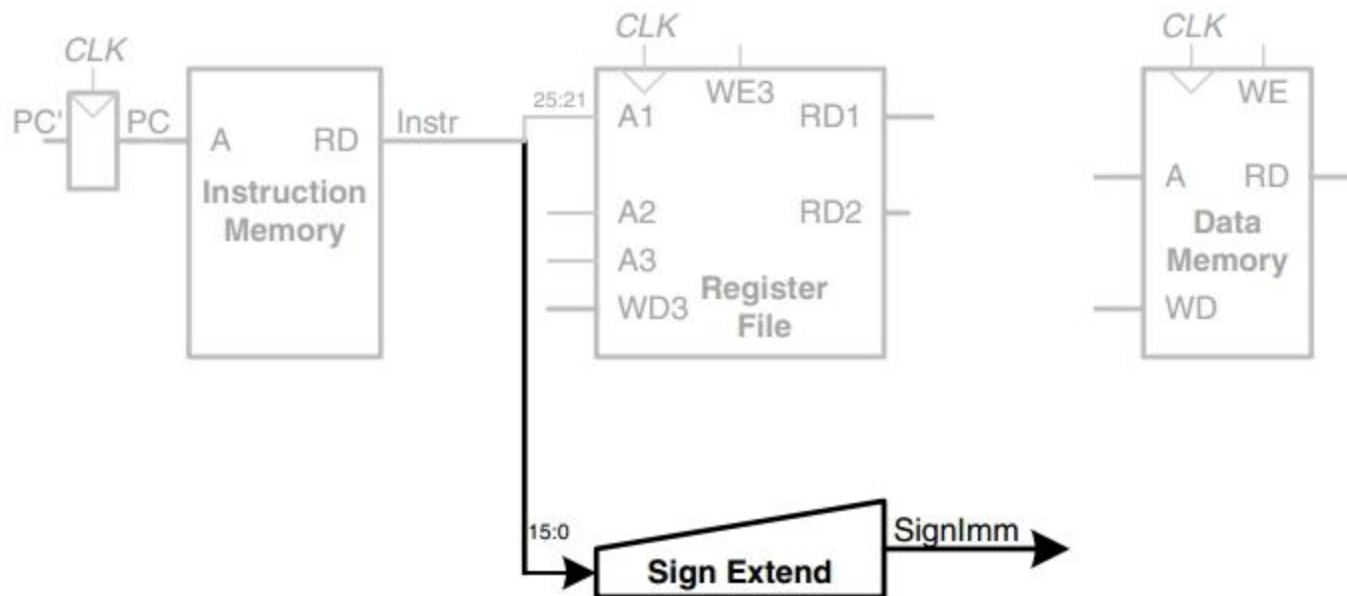 CLK
PC'
PC
A
RD
Instruction
Memory
Instr
25:21
CLK
A1
WE3
RD1
A2
RD2
A3
WD3
Register
File
CLK
WE
A
RD
Data
Memory
WD
15:0
Sign Extend
SignImm